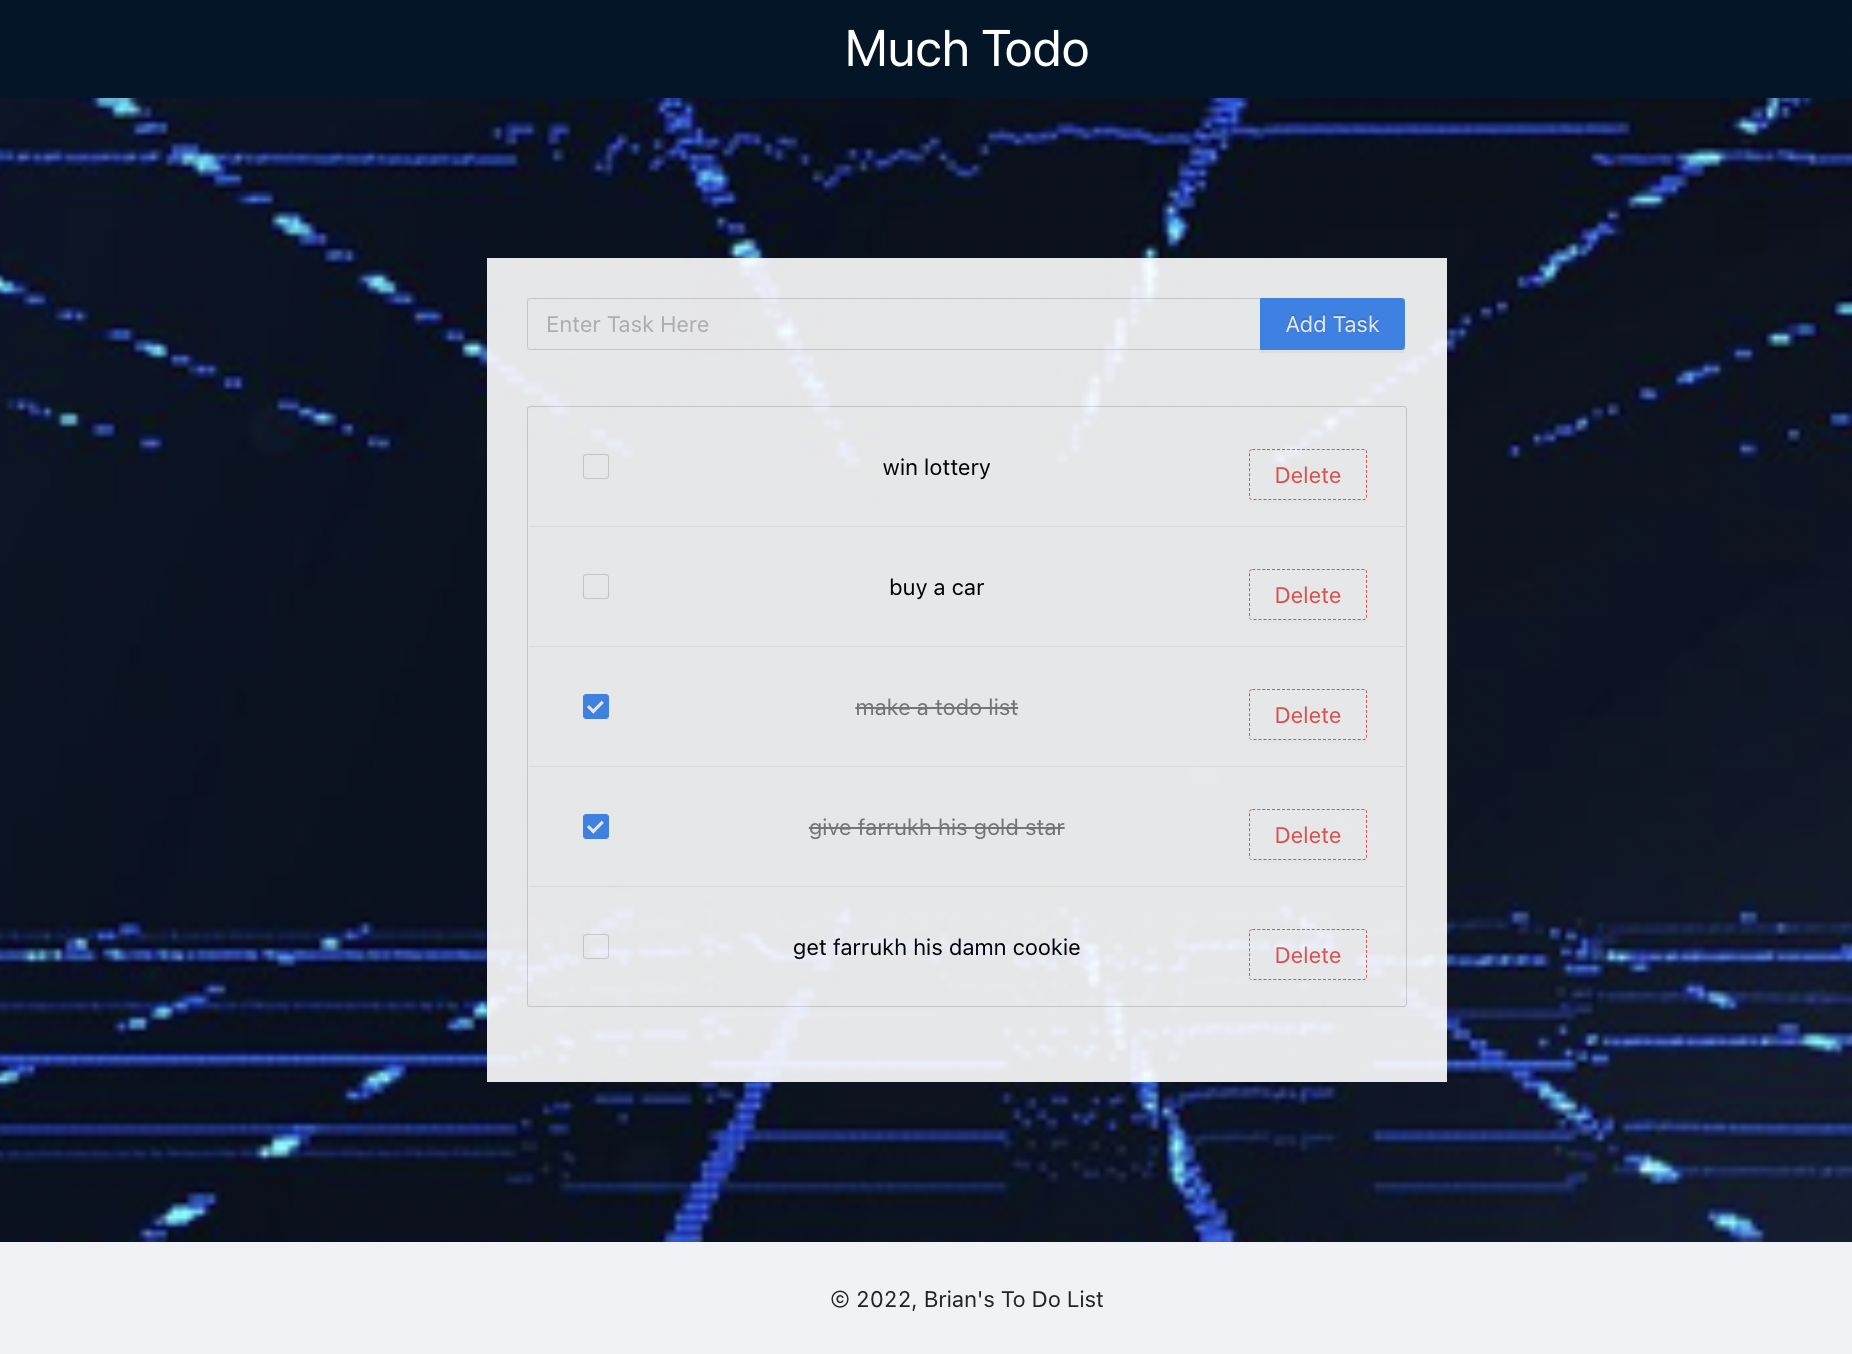 Much Todo
Enter Task Here
Add Task
win lottery
Delete
buy a car
Delete
make a todo list
Delete
give farrukh his gold star
Delete
get farrukh his damn cookie
Delete
© 2022, Brian's To Do List